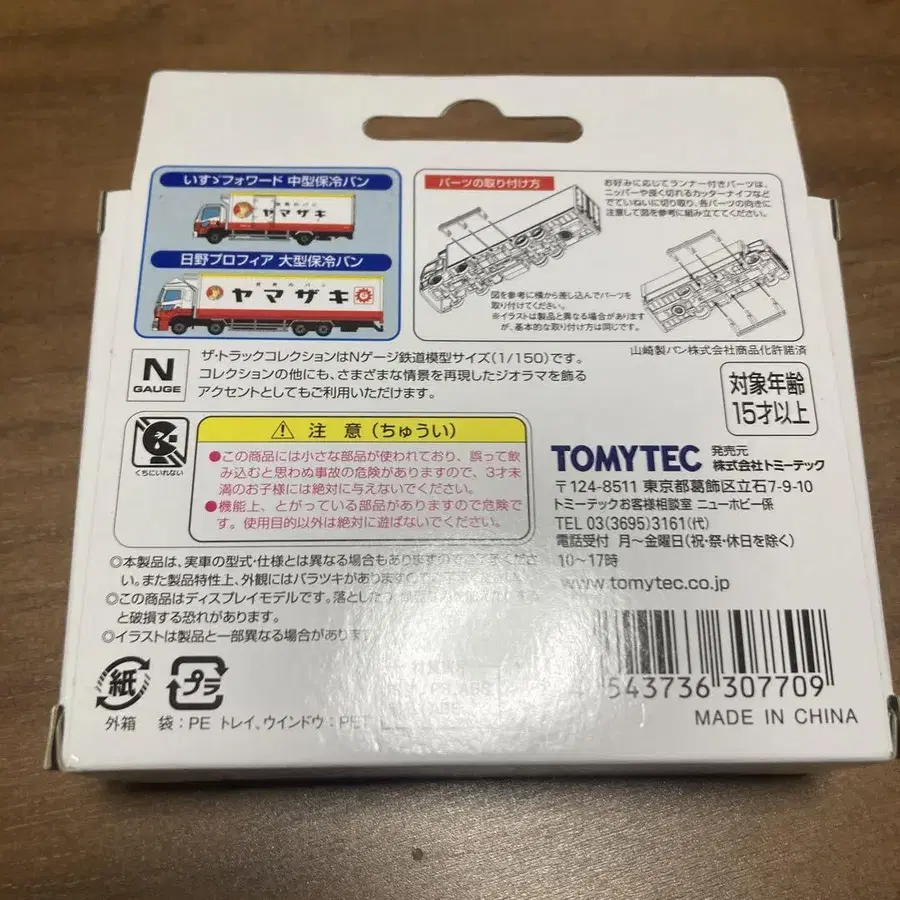 いすゞフォワード 中型保冷バン
ヤマザキ
日野プロフィア 大型保冷バン
ヤマザキ
パーツの取り付け方
お好みに応じてランナー付きパーツは、
ニッパーや良く切れるカッターナイフなど
でていねいに切り取り、各パーツの向きに
注意して図を参考に組み立ててください。
図を参考に横から差し込んでパーツを
取り付けてください。
※イラストは製品と異なる場合があります
が、基本的な取り付け方は同じです。
N
GAUGE
ザ・トラックコレクションはNゲージ鉄道模型サイズ(1/150)です。
コレクションの他にも、さまざまな情景を再現したジオラマを飾る
アクセントとしてもご利用いただけます。
山崎製パン株式会社商品化許諾済
対象年齢
15才以上
くちにいれない
注 意(ちゅうい)
●この商品には小さな部品が使われており、誤って飲
み込むと思わぬ事故の危険がありますので、3才未
満のお子様には絶対に与えないでください。
●機能上、とがっている部品がありますので危険で
す。使用目的以外は絶対に遊ばないでください。
TOMYTEC 発売元
株式会社トミーテック
〒124-8511 東京都葛飾区立石7-9-10
トミーテックお客様相談室 ニューホビー係
TEL 03(3695)3161(代)
電話受付 月〜金曜日(祝・祭・休日を除く)
10〜17時
www.tomytec.co.jp
○本製品は、実車の型式・仕様とは異なる場合もありますので
い。また製品特性上、外観にはバラツキがありますので
○この商品はディスプレイモデルです。落としたり
と破損する恐れがあります。
○イラストは製品と一部異なる場合があります
紙
外箱
プラ
袋:PE トレイ、ウインドウ:PET
PS, ABS
543736 307709
MADE IN CHINA